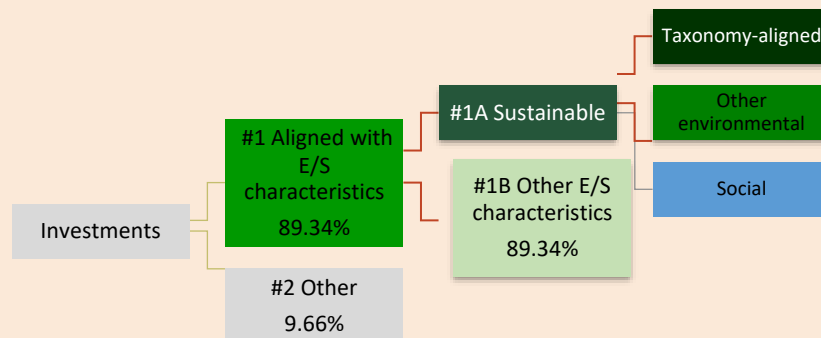 Investments
#1 Aligned with
E/S
characteristics
89.34%
#2 Other
9.66%
#1A Sustainable
#1B Other E/S
characteristics
89.34%
Taxonomy-aligned
Other
environmental
Social